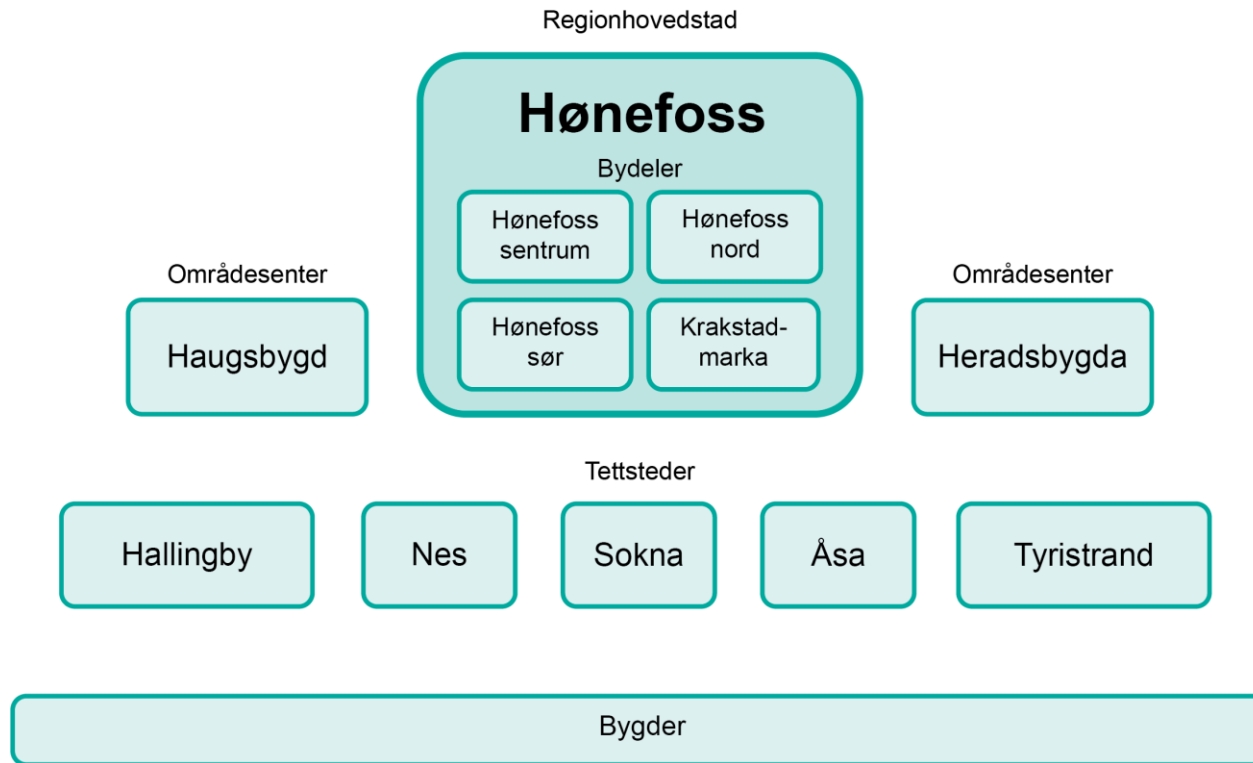 Regionhovedstad
Hønefoss
Bydeler
Hønefoss
sentrum
Hønefoss
nord
Hønefoss
sør
Krakstad-
marka
Områdesenter
Haugsbygd
Områdesenter
Heradsbygda
Tettsteder
Hallingby
Nes
Sokna
Åsa
Tyristrand
Bygder